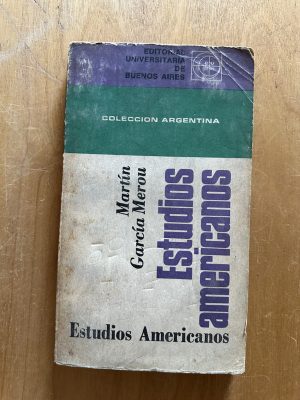 EDITORIAL
UNIVERSITARIA
DE
BUENOS AIRES
COLECCION ARGENTINA
Martín
García Merou
Estudios
americanos
Estudios Americanos